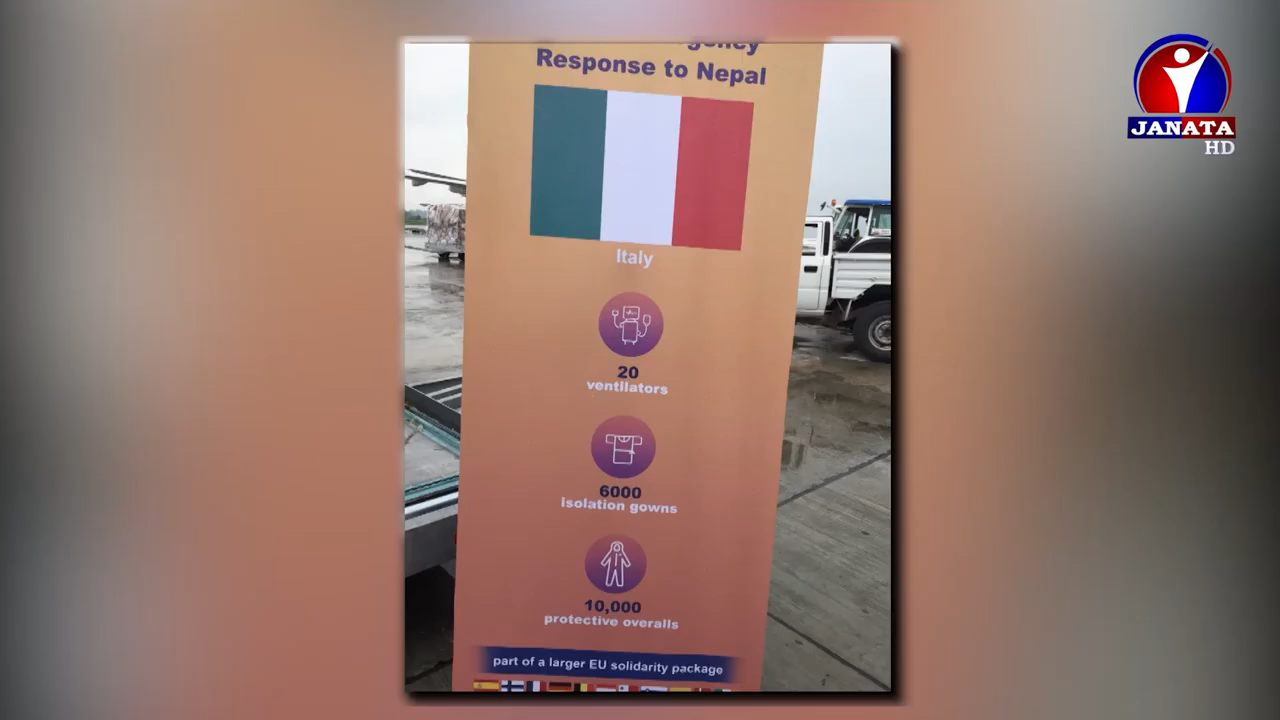 Response to Nepal
Italy
20
ventilators
6000
isolation gowns
10,000
protective overalls
part of a larger EU solidarity package
JANATA
HD